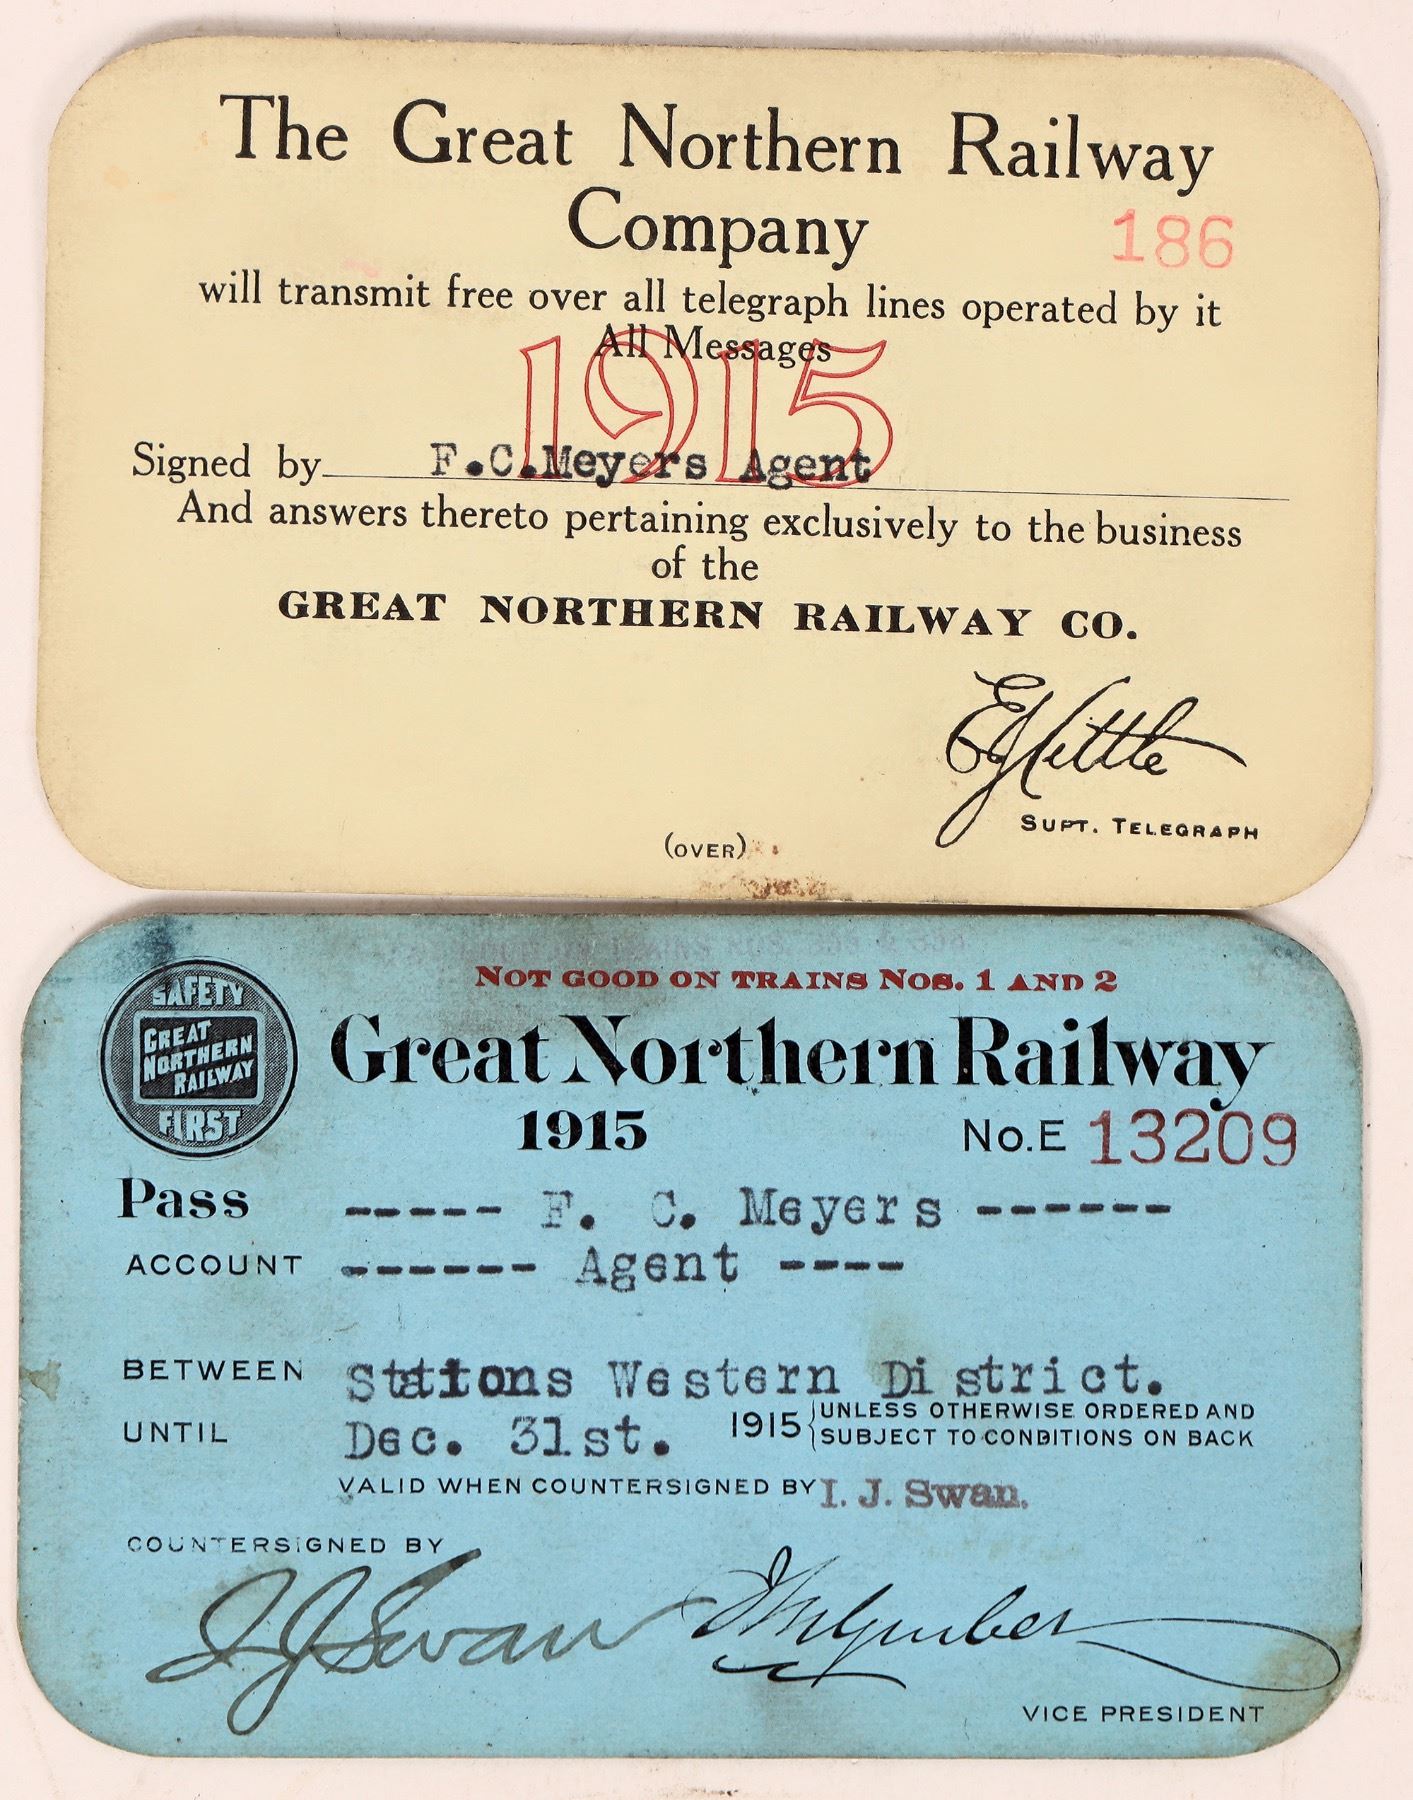 The Great Northern Railway
Company
186
will transmit free over all telegraph lines operated by it
All Messages
1915
Signed by F.C.Meyers Agent
And answers thereto pertaining exclusively to the business
of the
GREAT NORTHERN RAILWAY CO.
E J Kittle
SUPT. TELEGRAPH
(OVER)
NOT GOOD ON TRAINS NOS. 1 AND 2
SAFETY
GREAT
NORTHERN
RAILWAY
FIRST
Great Northern Railway
1915 No.E 13209
Pass ----- F. C. Meyers ------
ACCOUNT ------ Agent ----
BETWEEN Stations Western District.
UNTIL Dec. 31st. 1915 { UNLESS OTHERWISE ORDERED AND
SUBJECT TO CONDITIONS ON BACK
VALID WHEN COUNTERSIGNED BY I. J. Swan.
COUNTERSIGNED BY
I J Swan
Gruber
VICE PRESIDENT